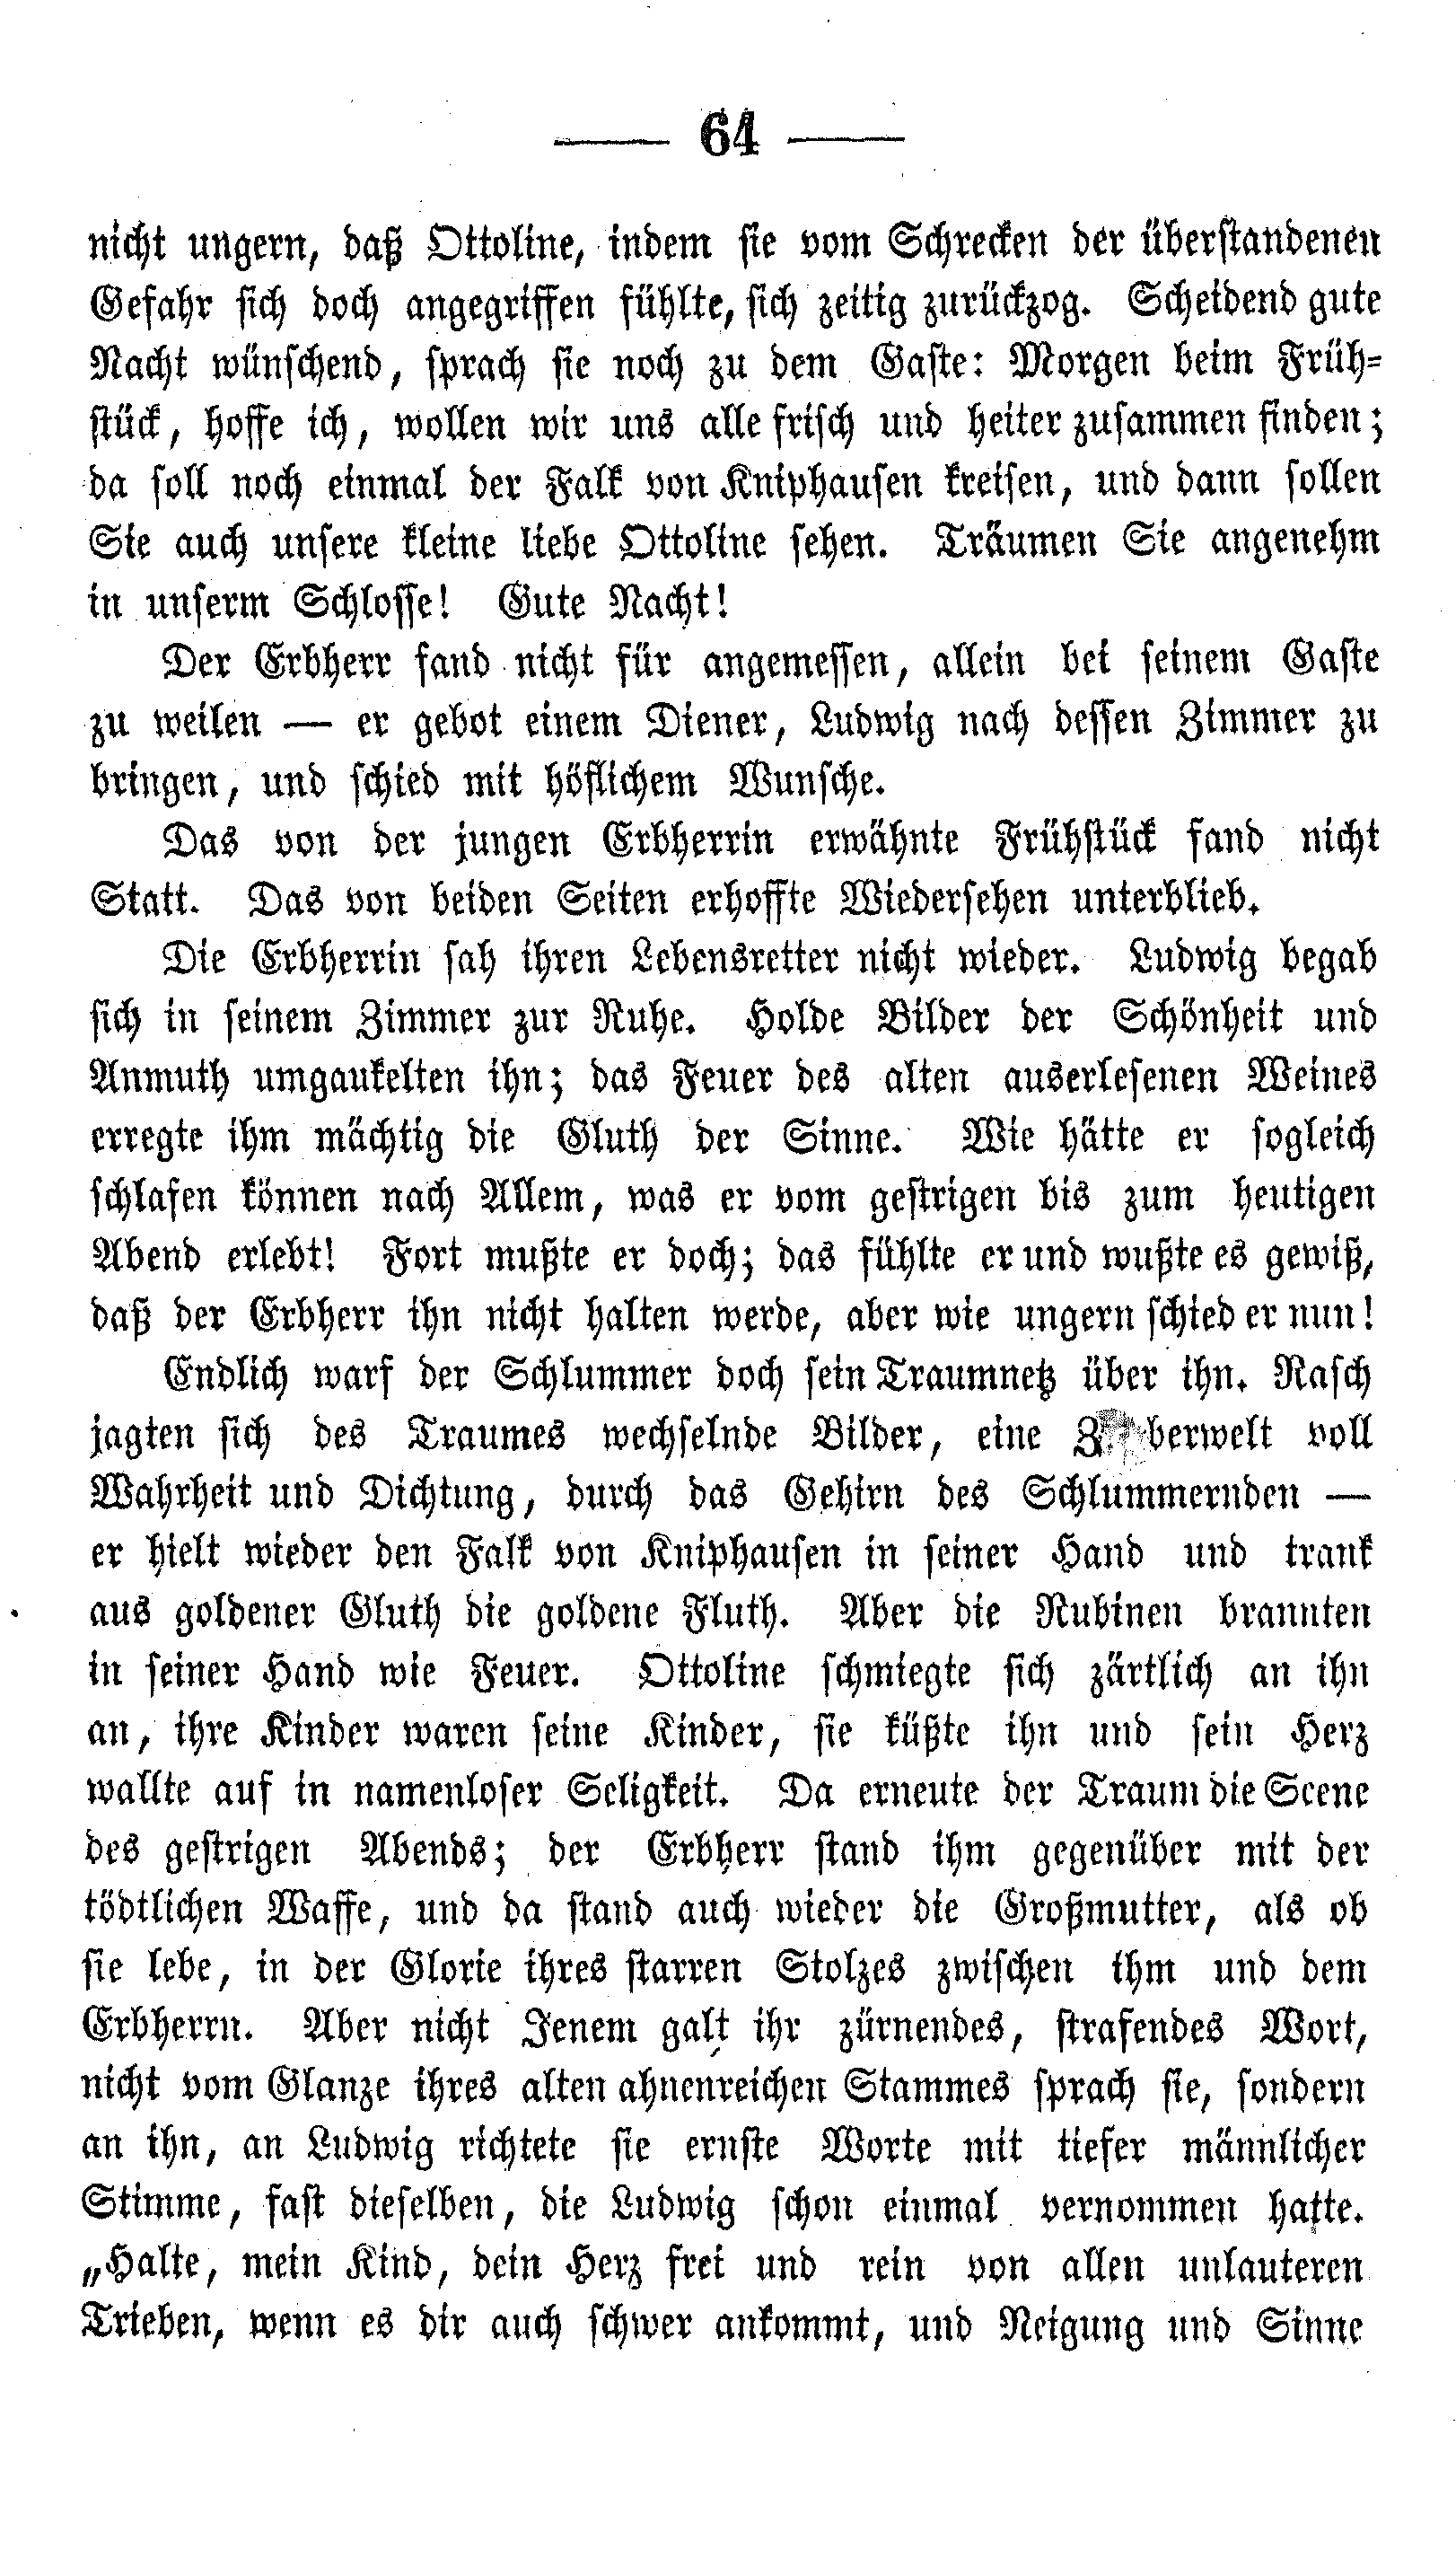 — 64 —
nicht ungern, daß Ottoline, indem sie vom Schrecken der überstandenen
Gefahr sich doch angegriffen fühlte, sich zeitig zurückzog. Scheidend gute
Nacht wünschend, sprach sie noch zu dem Gaste: Morgen beim Früh-
stück, hoffe ich, wollen wir uns alle frisch und heiter zusammen finden;
da soll noch einmal der Falk von Kniphausen kreisen, und dann sollen
Sie auch unsere kleine liebe Ottoline sehen. Träumen Sie angenehm
in unserm Schlosse! Gute Nacht!
Der Erbherr fand nicht für angemessen, allein bei seinem Gaste
zu weilen — er gebot einem Diener, Ludwig nach dessen Zimmer zu
bringen, und schied mit höflichem Wunsche.
Das von der jungen Erbherrin erwähnte Frühstück fand nicht
Statt. Das von beiden Seiten erhoffte Wiedersehen unterblieb.
Die Erbherrin sah ihren Lebensretter nicht wieder. Ludwig begab
sich in seinem Zimmer zur Ruhe. Holde Bilder der Schönheit und
Anmuth umgaukelten ihn; das Feuer des alten auserlesenen Weines
erregte ihm mächtig die Gluth der Sinne. Wie hätte er sogleich
schlafen können nach Allem, was er vom gestrigen bis zum heutigen
Abend erlebt! Fort mußte er doch; das fühlte er und wußte es gewiß,
daß der Erbherr ihn nicht halten werde, aber wie ungern schied er nun!
Endlich warf der Schlummer doch sein Traumnetz über ihn. Rasch
jagten sich des Traumes wechselnde Bilder, eine voll
Wahrheit und Dichtung, durch das Gehirn des Schlummernden —
er hielt wieder den Falk von Kniphausen in seiner Hand und trank
aus goldener Gluth die goldene Fluth. Aber die Rubinen brannten
in seiner Hand wie Feuer. Ottoline schmiegte sich zärtlich an ihn
an, ihre Kinder waren seine Kinder, sie küßte ihn und sein Herz
wallte auf in namenloser Seligkeit. Da erneute der Traum die Scene
des gestrigen Abends; der Erbherr stand ihm gegenüber mit der
tödtlichen Waffe, und da stand auch wieder die Großmutter, als ob
sie lebe, in der Glorie ihres starren Stolzes zwischen ihm und dem
Erbherrn. Aber nicht Jenem galt ihr zürnendes, strafendes Wort,
nicht vom Glanze ihres alten ahnenreichen Stammes sprach sie, sondern
an ihn, an Ludwig richtete sie ernste Worte mit tiefer männlicher
Stimme, fast dieselben, die Ludwig schon einmal vernommen hatte.
„Halte, mein Kind, dein Herz frei und rein von allen unlauteren
Trieben, wenn es dir auch schwer ankommt, und Neigung und Sinne